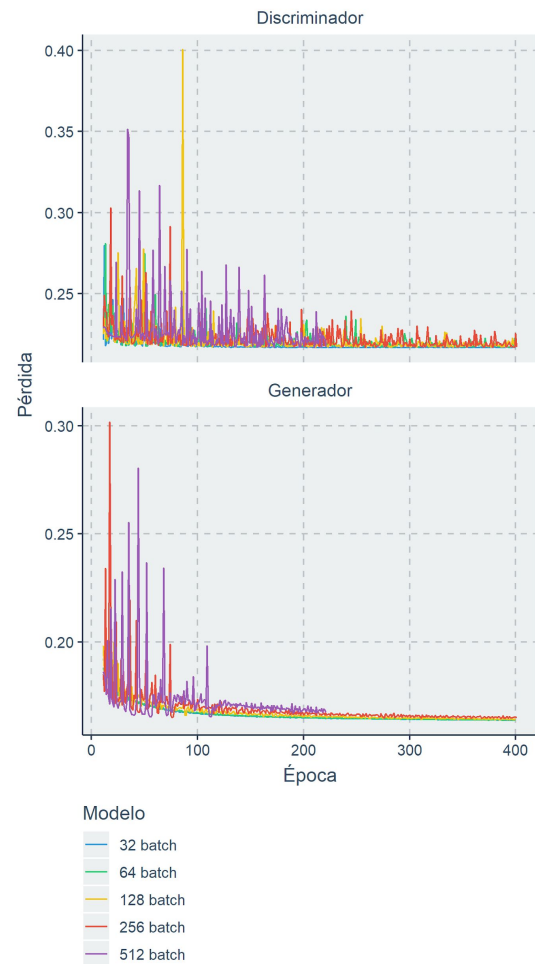 Discriminador
0.40
0.35
0.30
0.25
Pérdida
Generador
0.30
0.25
0.20
0
100
200
300
400
Época
Modelo
32 batch
64 batch
128 batch
256 batch
512 batch